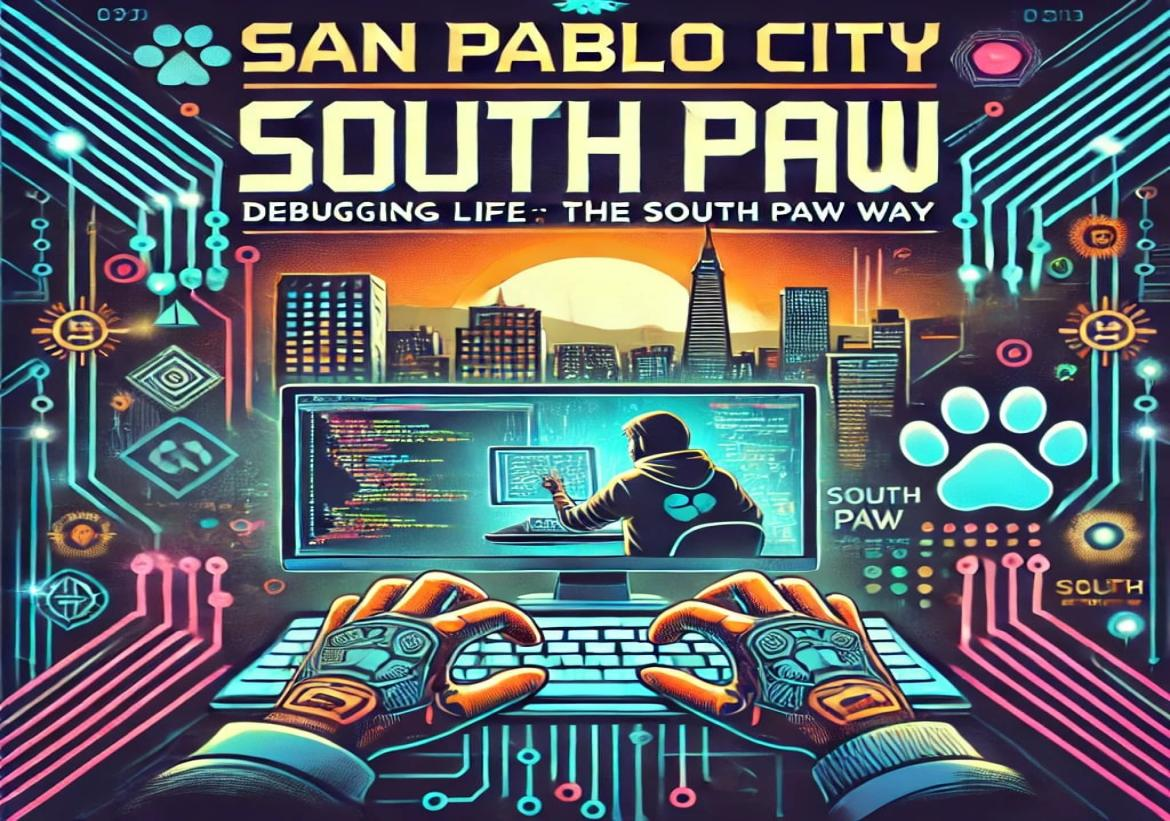 SAN PABLO CITY
SOUTH PAW
DEBUGGING LIFE-- THE SOUTH PAW WAY
SOUTH
PAW
SOUTH